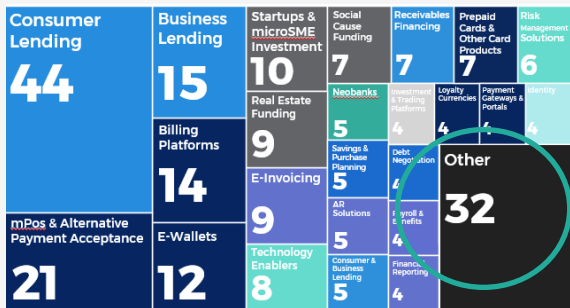 Consumer
Lending
44
mPos & Alternative
Payment Acceptance
21
Business
Lending
15
Billing
Platforms
14
E-Wallets
12
Startups &
microSME
Investment
10
Real Estate
Funding
9
E-Invoicing
9
Technology
Enablers
8
Social
Cause
Funding
7
Receivables
Financing
7
Prepaid
Cards &
Other Card
Products
7
Risk
Management
Solutions
6
Neobanks
5
Investment
& Trading
Platforms
4
Loyalty
Currencies
4
Payment
Gateways &
Portals
4
Identity
4
Savings &
Purchase
Planning
5
Debt
Negotiation
4
AR
Solutions
5
Payroll &
Benefits
4
Consumer &
Business
Lending
5
Financial
Reporting
4
Other
32